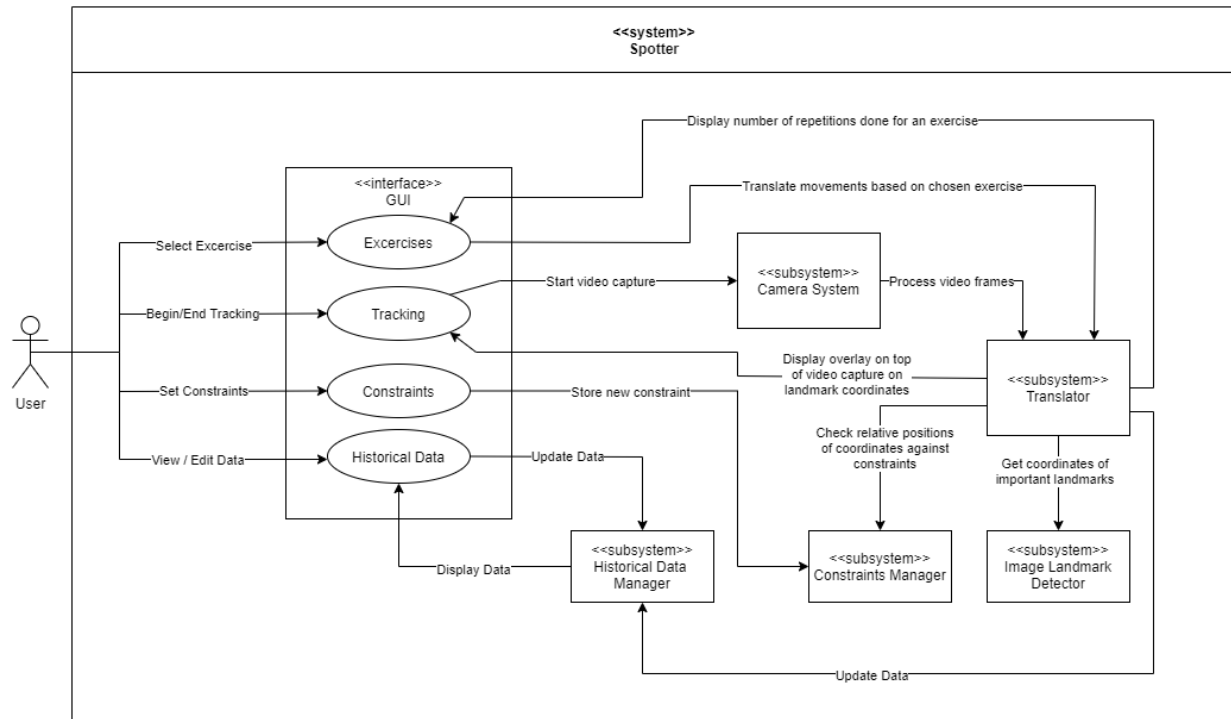 <<system>>
Spotter
Display number of repetitions done for an exercise
<<interface>>
GUI
Translate movements based on chosen exercise
Select Excercise
Excercises
<<subsystem>>
Camera System
Start video capture
Process video frames
Begin/End Tracking
Tracking
Display overlay on top
of video capture on
landmark coordinates
<<subsystem>>
Translator
User
Set Constraints
Constraints
Store new constraint
Check relative positions
of coordinates against
constraints
View / Edit Data
Historical Data
Update Data
Get coordinates of
important landmarks
<<subsystem>>
Historical Data
Manager
<<subsystem>>
Constraints Manager
<<subsystem>>
Image Landmark
Detector
Display Data
Update Data